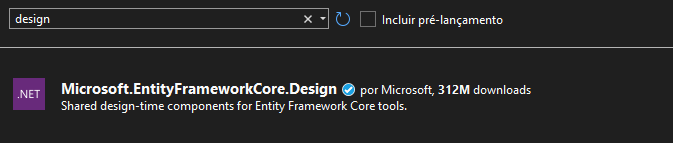 design
Incluir pré-lançamento
.NET
Microsoft.EntityFrameworkCore.Design por Microsoft, 312M downloads
Shared design-time components for Entity Framework Core tools.